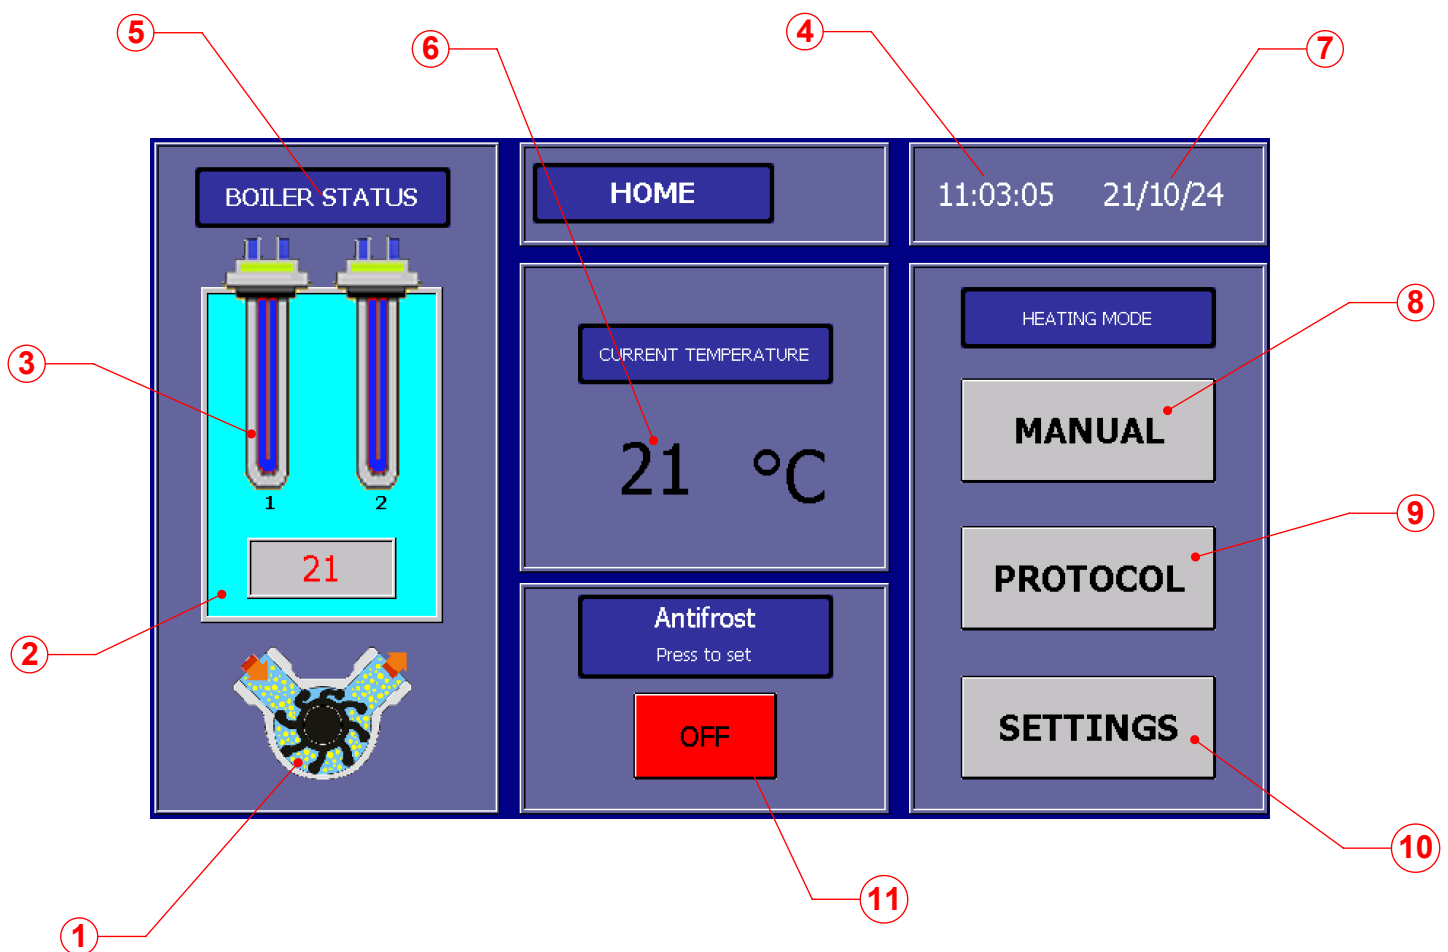 5
6
4
7
BOILER STATUS
HOME
11:03:05 21/10/24
8
HEATING MODE
3
CURRENT TEMPERATURE
MANUAL
21 °C
1 2
9
21
PROTOCOL
2
Antifrost
Press to set
OFF
SETTINGS
10
11
1